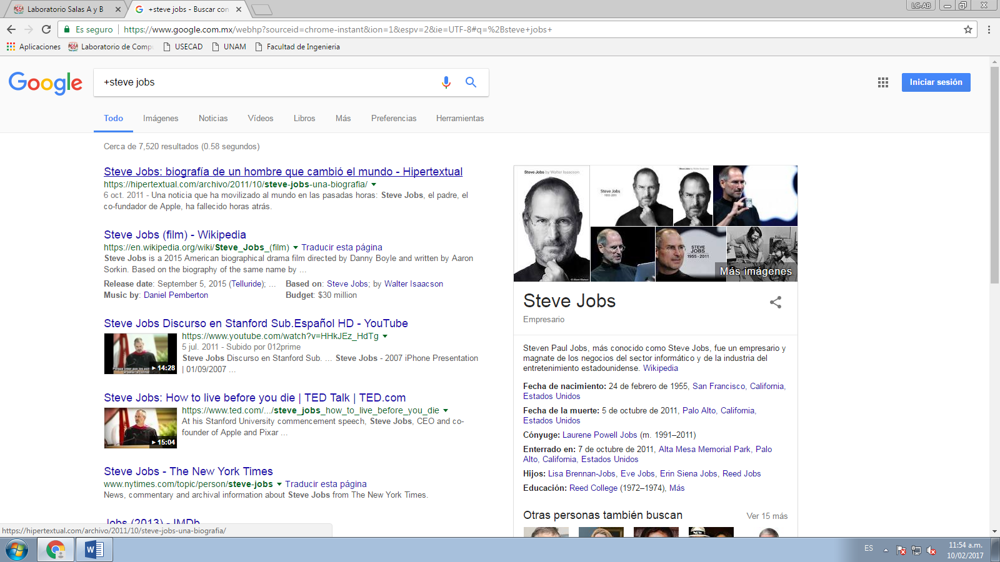 Laboratorio Salas A y B
+steve jobs - Buscar con
LC-AB
Es seguro
https://www.google.com.mx/webhp?sourceid=chrome-instant&ion=1&espv=2&ie=UTF-8#q=%2Bsteve+jobs+
Aplicaciones
Laboratorio de Compu
USECAD
UNAM
Facultad de Ingenieria
Google
+steve jobs
Iniciar sesión
Todo
Imágenes
Noticias
Vídeos
Libros
Más
Preferencias
Herramientas
Cerca de 7,520 resultados (0.58 segundos)
Steve Jobs: biografía de un hombre que cambió el mundo - Hipertextual
https://hipertextual.com/archivo/2011/10/steve-jobs-una-biografia/
6 oct. 2011 - Una noticia que ha movilizado al mundo en las pasadas horas: Steve Jobs, el padre, el
co-fundador de Apple, ha fallecido horas atrás.
Steve Jobs (film) - Wikipedia
https://en.wikipedia.org/wiki/Steve_Jobs_(film) Traducir esta página
Steve Jobs is a 2015 American biographical drama film directed by Danny Boyle and written by Aaron
Sorkin. Based on the biography of the same name by ...
Release date: September 5, 2015 (Telluride); ... Based on: Steve Jobs; by Walter Isaacson
Music by: Daniel Pemberton Budget: $30 million
Steve Jobs Discurso en Stanford Sub.Español HD - YouTube
https://www.youtube.com/watch?v=HHkJEz_HdTg
5 jul. 2011 - Subido por 012prime
Steve Jobs Discurso en Stanford Sub. ... Steve Jobs - 2007 iPhone Presentation
| 01/09/2007 ...
14:28
Steve Jobs: How to live before you die | TED Talk | TED.com
https://www.ted.com/.../steve_jobs_how_to_live_before_you_die
At his Stanford University commencement speech, Steve Jobs, CEO and co-
founder of Apple and Pixar ...
15:04
Steve Jobs - The New York Times
www.nytimes.com/topic/person/steve-jobs Traducir esta página
News, commentary and archival information about Steve Jobs from The New York Times.
Jobs (2013) - IMDb
https://hipertextual.com/archivo/2011/10/steve-jobs-una-biografia/
Steve Jobs by Walter Isaacson
Steve Jobs
1955-2011
STEVE
JOBS
1955 - 2011
Más imágenes
Steve Jobs
Empresario
Steven Paul Jobs, más conocido como Steve Jobs, fue un empresario y
magnate de los negocios del sector informático y de la industria del
entretenimiento estadounidense. Wikipedia
Fecha de nacimiento: 24 de febrero de 1955, San Francisco, California,
Estados Unidos
Fecha de la muerte: 5 de octubre de 2011, Palo Alto, California,
Estados Unidos
Cónyuge: Laurene Powell Jobs (m. 1991–2011)
Enterrado en: 7 de octubre de 2011, Alta Mesa Memorial Park, Palo
Alto, California, Estados Unidos
Hijos: Lisa Brennan-Jobs, Eve Jobs, Erin Siena Jobs, Reed Jobs
Educación: Reed College (1972–1974), Más
Otras personas también buscan
Ver 15 más
ES
11:54 a.m.
10/02/2017